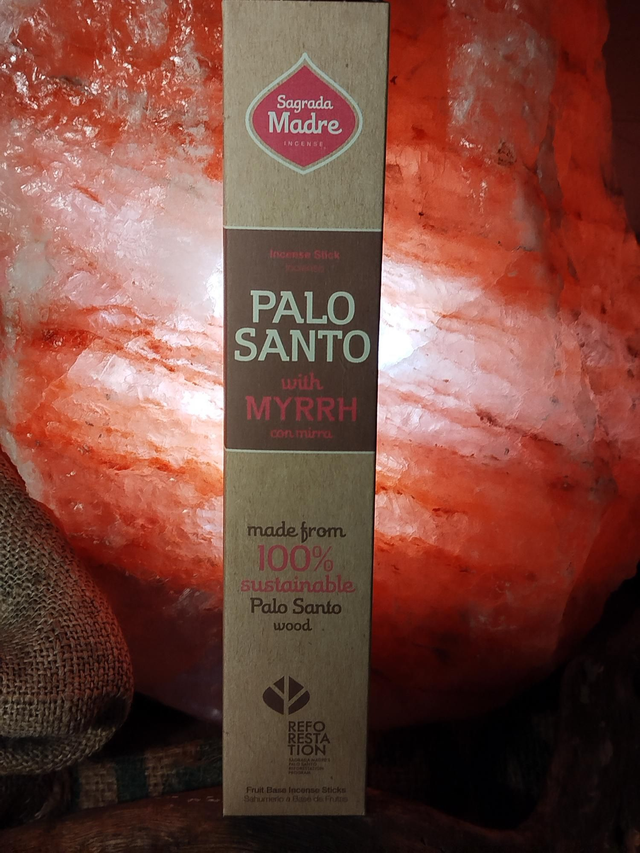 Sagrada
Madre
INCENSE
Incense Stick
PALO
SANTO
with
MYRRH
con mirra
made from
100%
sustainable
Palo Santo
wood
REFO
RESTA
TION
Fruit Base Incense Sticks
Sahumerio a Base de Frutos